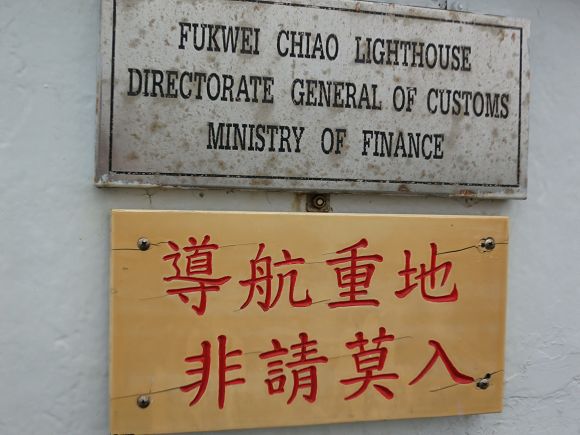 FUKWEI CHIAO LIGHTHOUSE
DIRECTORATE GENERAL OF CUSTOMS
MINISTRY OF FINANCE
導航重地
非請莫入